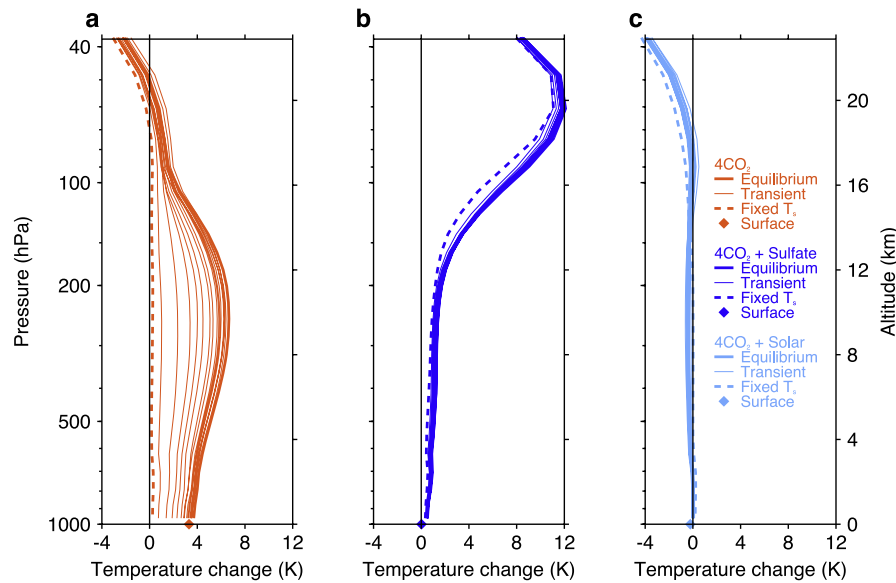 a
b
c
40
100
200
500
1000
Pressure (hPa)
-4 0 4 8 12
Temperature change (K)
-4 0 4 8 12
Temperature change (K)
-4 0 4 8 12
Temperature change (K)
20
16
12
8
4
0
Altitude (km)
4CO₂
Equilibrium
Transient
Fixed Tₛ
Surface
4CO₂ + Sulfate
Equilibrium
Transient
Fixed Tₛ
Surface
4CO₂ + Solar
Equilibrium
Transient
Fixed Tₛ
Surface